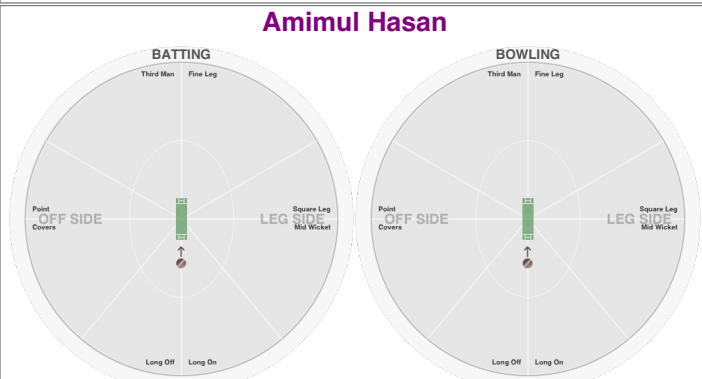 Amimul Hasan
BATTING
Third Man Fine Leg
Point
OFF SIDE
Covers
Square Leg
LEG SIDE
Mid Wicket
Long Off Long On
BOWLING
Third Man Fine Leg
Point
OFF SIDE
Covers
Square Leg
LEG SIDE
Mid Wicket
Long Off Long On